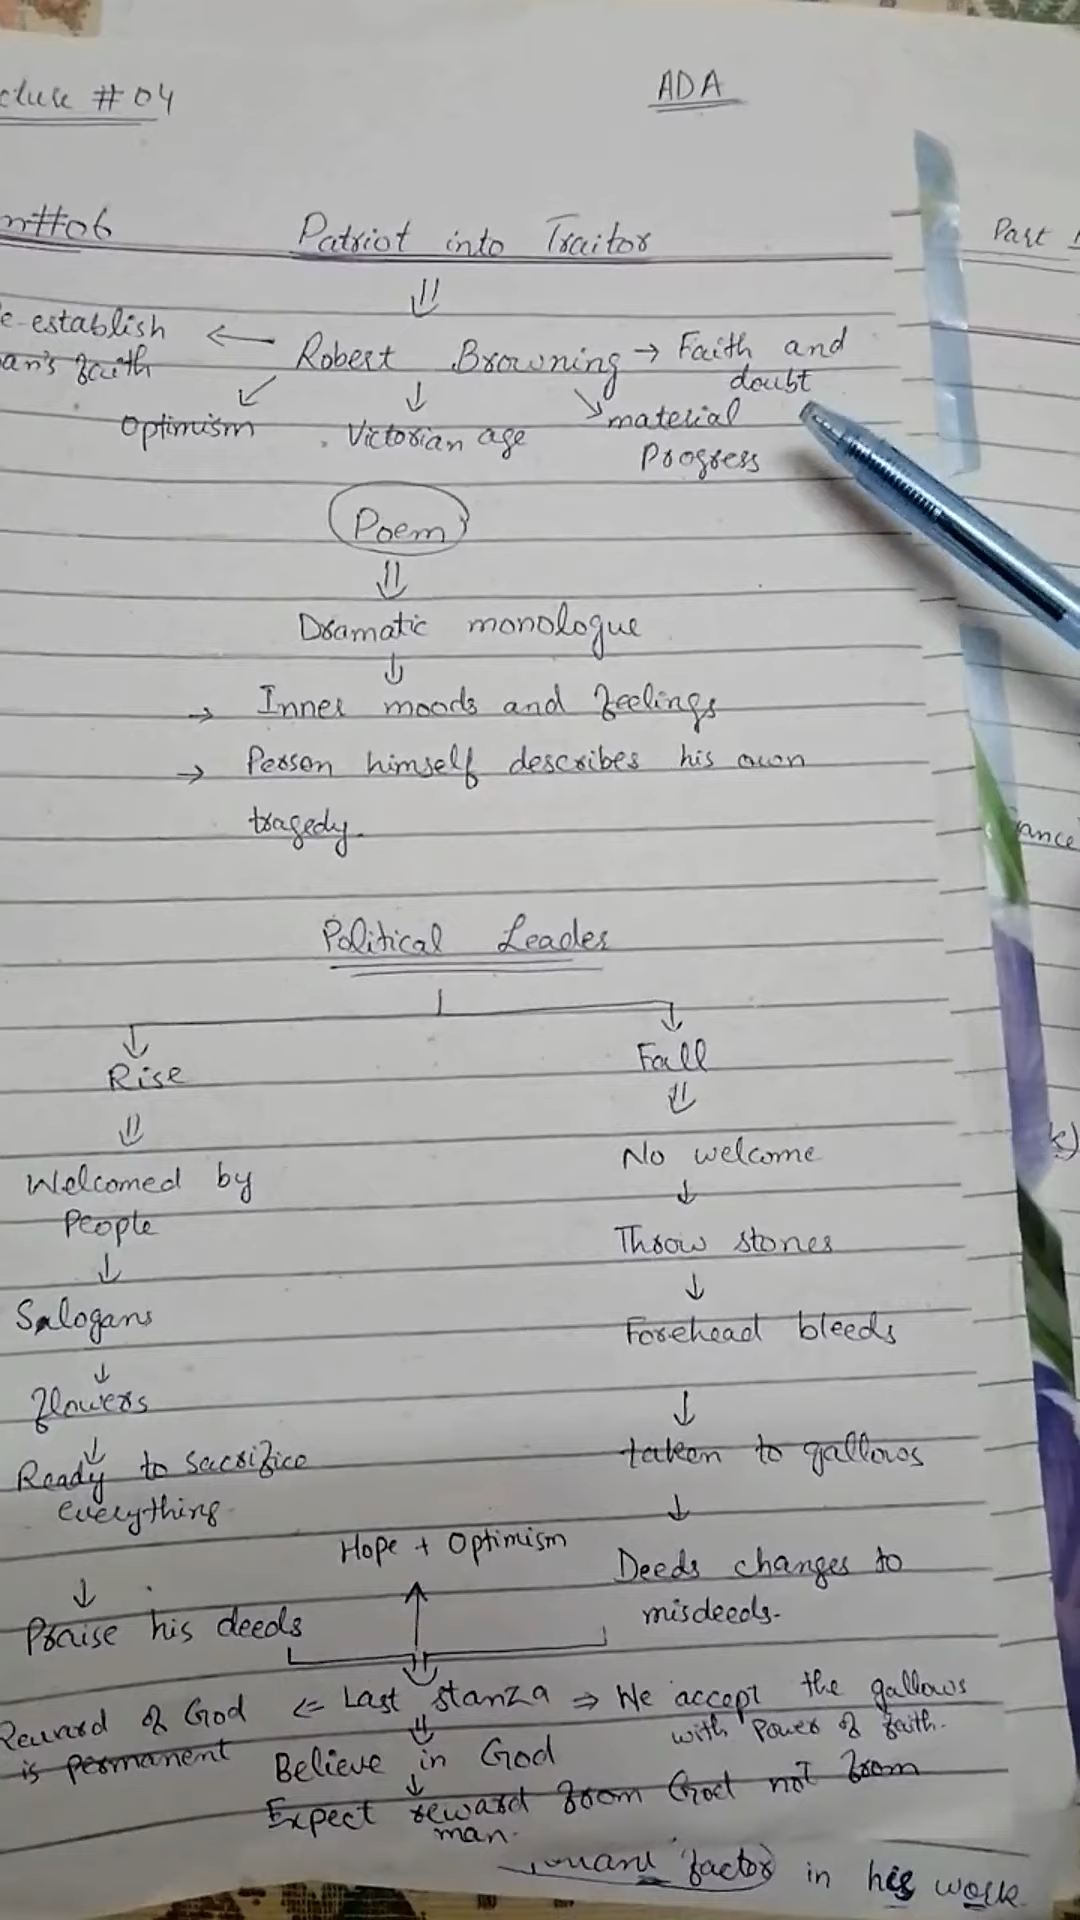 #04
ADA
#06
Patriot into Traitor
Part
e-establish ← Robert Browning → Faith and
an's faith
doubt
Optimism
Victorian age
material
Progress
Poem
Dramatic monologue
→ Inner moods and feelings
→ Person himself describes his own
tragedy.
ance
Political Leader
Rise
Fall
k)
No welcome
Welcomed by
People
Throw stones
Salogans
Forehead bleeds
flowers
taken to gallows
Ready to sacrifice
everything
Hope + Optimism
Deeds changes to
misdeeds.
Praise his deeds
Reward of God ⇐ Last stanza ⇒ We accept the gallows
is permanent
with Power of faith.
Believe in God
Expect reward from God not from
man.
factor in his work